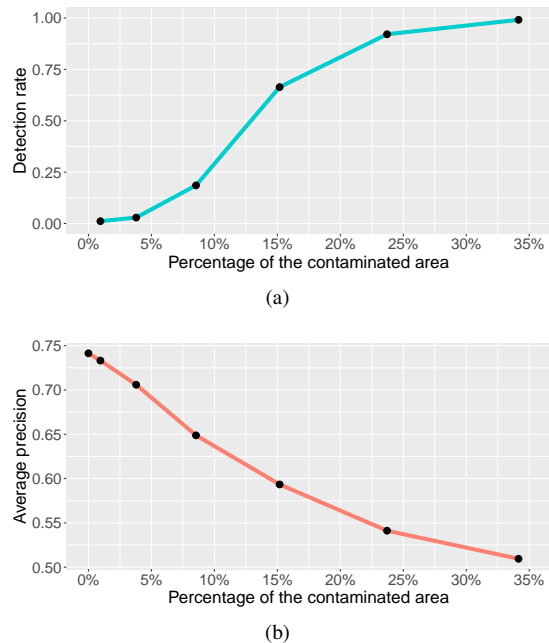 1.00
0.75
0.50
0.25
0.00
Detection rate
0% 5% 10% 15% 20% 25% 30% 35%
Percentage of the contaminated area
(a)
0.75
0.70
0.65
0.60
0.55
0.50
Average precision
0% 5% 10% 15% 20% 25% 30% 35%
Percentage of the contaminated area
(b)